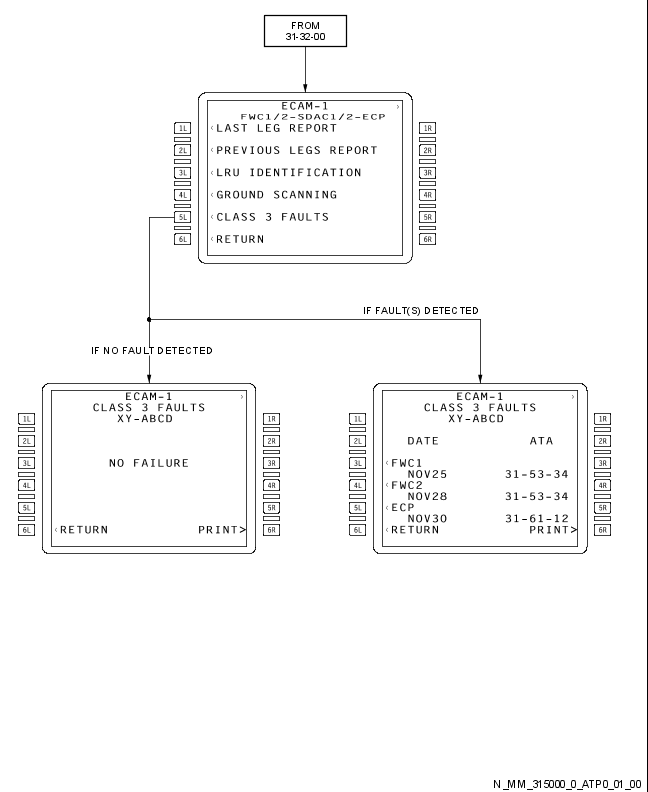 FROM
31-32-00
ECAM-1 >
FWC1/2-SDAC1/2-ECP
1L <LAST LEG REPORT 1R
2L <PREVIOUS LEGS REPORT 2R
3L <LRU IDENTIFICATION 3R
4L <GROUND SCANNING 4R
5L <CLASS 3 FAULTS 5R
6L <RETURN 6R
IF FAULT(S) DETECTED
IF NO FAULT DETECTED
ECAM-1 >
CLASS 3 FAULTS
1L XY-ABCD 1R
2L 2R
3L NO FAILURE 3R
4L 4R
5L 5R
6L <RETURN PRINT> 6R
ECAM-1 >
CLASS 3 FAULTS
1L XY-ABCD 1R
2L DATE ATA 2R
3L <FWC1 3R
NOV25 31-53-34
4L <FWC2 4R
NOV28 31-53-34
5L <ECP 5R
NOV30 31-61-12
6L <RETURN PRINT> 6R
N_MM_315000_0_ATP0_01_00